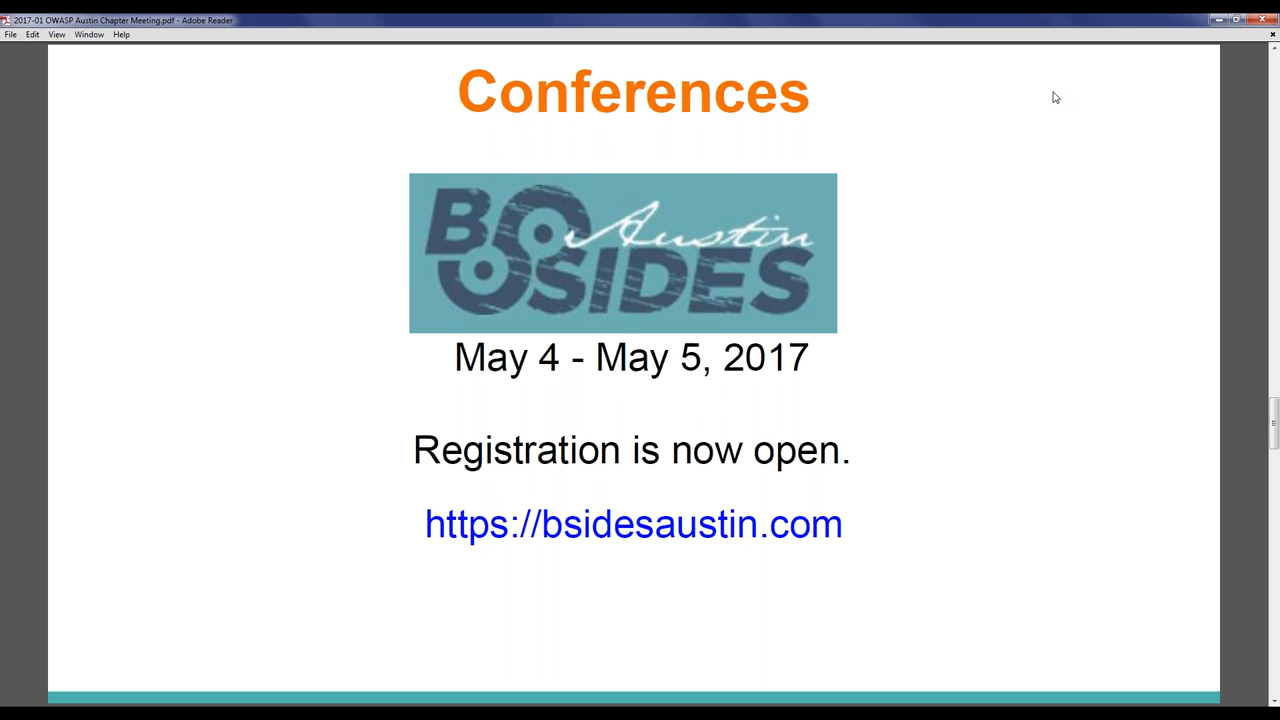 2017-01 OWASP Austin Chapter Meeting.pdf - Adobe Reader
File Edit View Window Help
Conferences
BSIDES Austin
May 4 - May 5, 2017
Registration is now open.
https://bsidesaustin.com